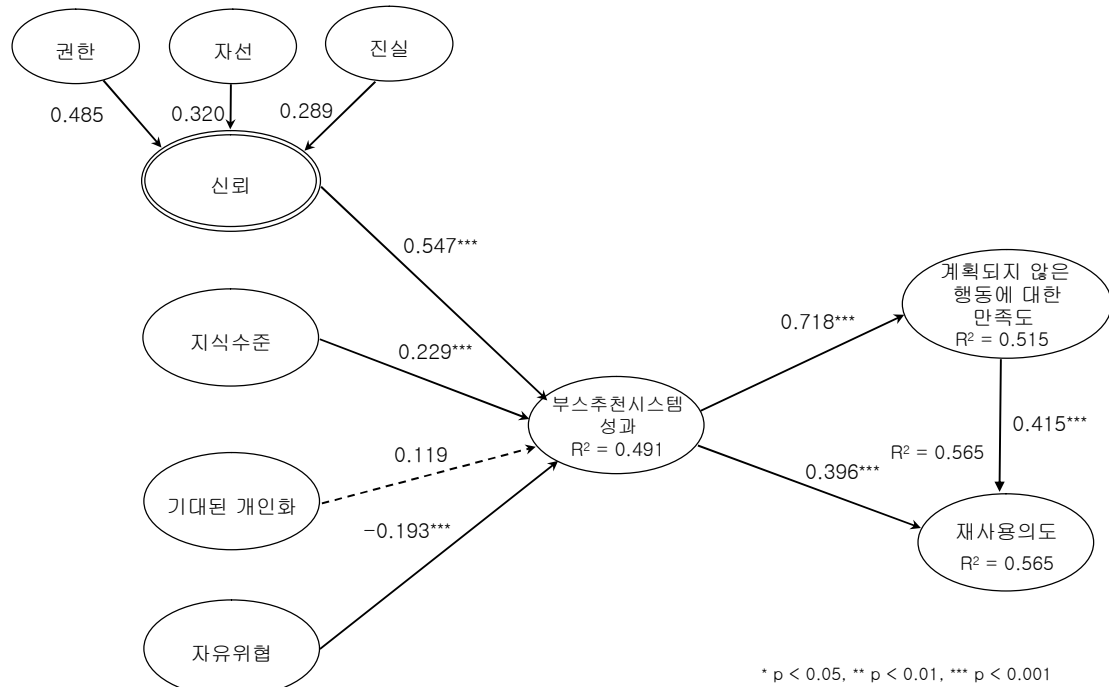 권한
자선
진실
0.485
0.320
0.289
신뢰
0.547***
지식수준
0.229***
기대된 개인화
0.119
-0.193***
자유위협
부스추천시스템
성과
R² = 0.491
0.718***
0.396***
계획되지 않은
행동에 대한
만족도
R² = 0.515
0.415***
R² = 0.565
재사용의도
R² = 0.565
* p < 0.05, ** p < 0.01, *** p < 0.001